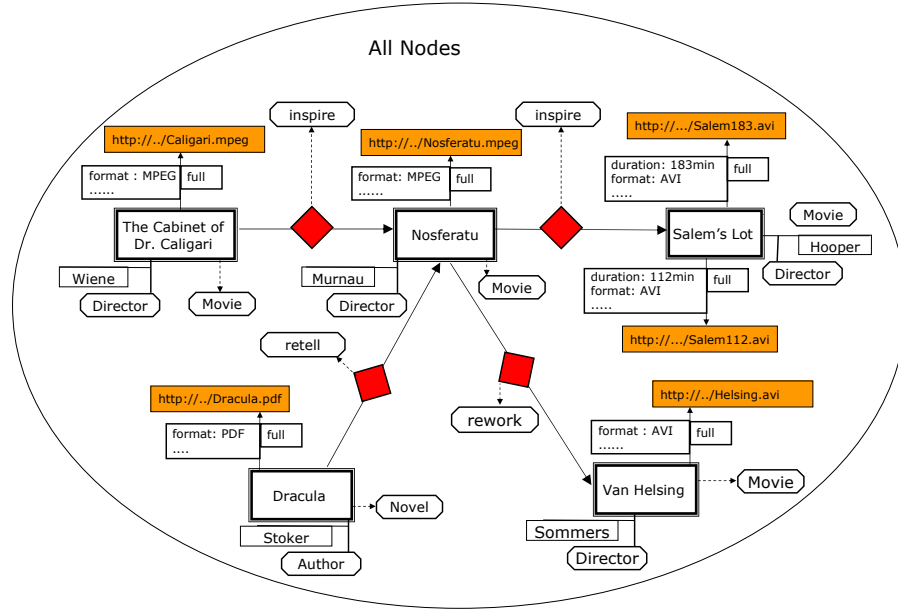 All Nodes
inspire
inspire
http://../Caligari.mpeg
http://../Nosferatu.mpeg
http://.../Salem183.avi
format : MPEG
......
full
format: MPEG
......
full
duration: 183min
format: AVI
.....
full
The Cabinet of
Dr. Caligari
Nosferatu
Salem's Lot
Movie
Hooper
Director
Wiene
Director
Movie
Murnau
Director
Movie
duration: 112min
format: AVI
.....
full
http://.../Salem112.avi
retell
rework
http://../Dracula.pdf
format: PDF
....
full
http://../Helsing.avi
format : AVI
......
full
Dracula
Novel
Stoker
Author
Van Helsing
Movie
Sommers
Director